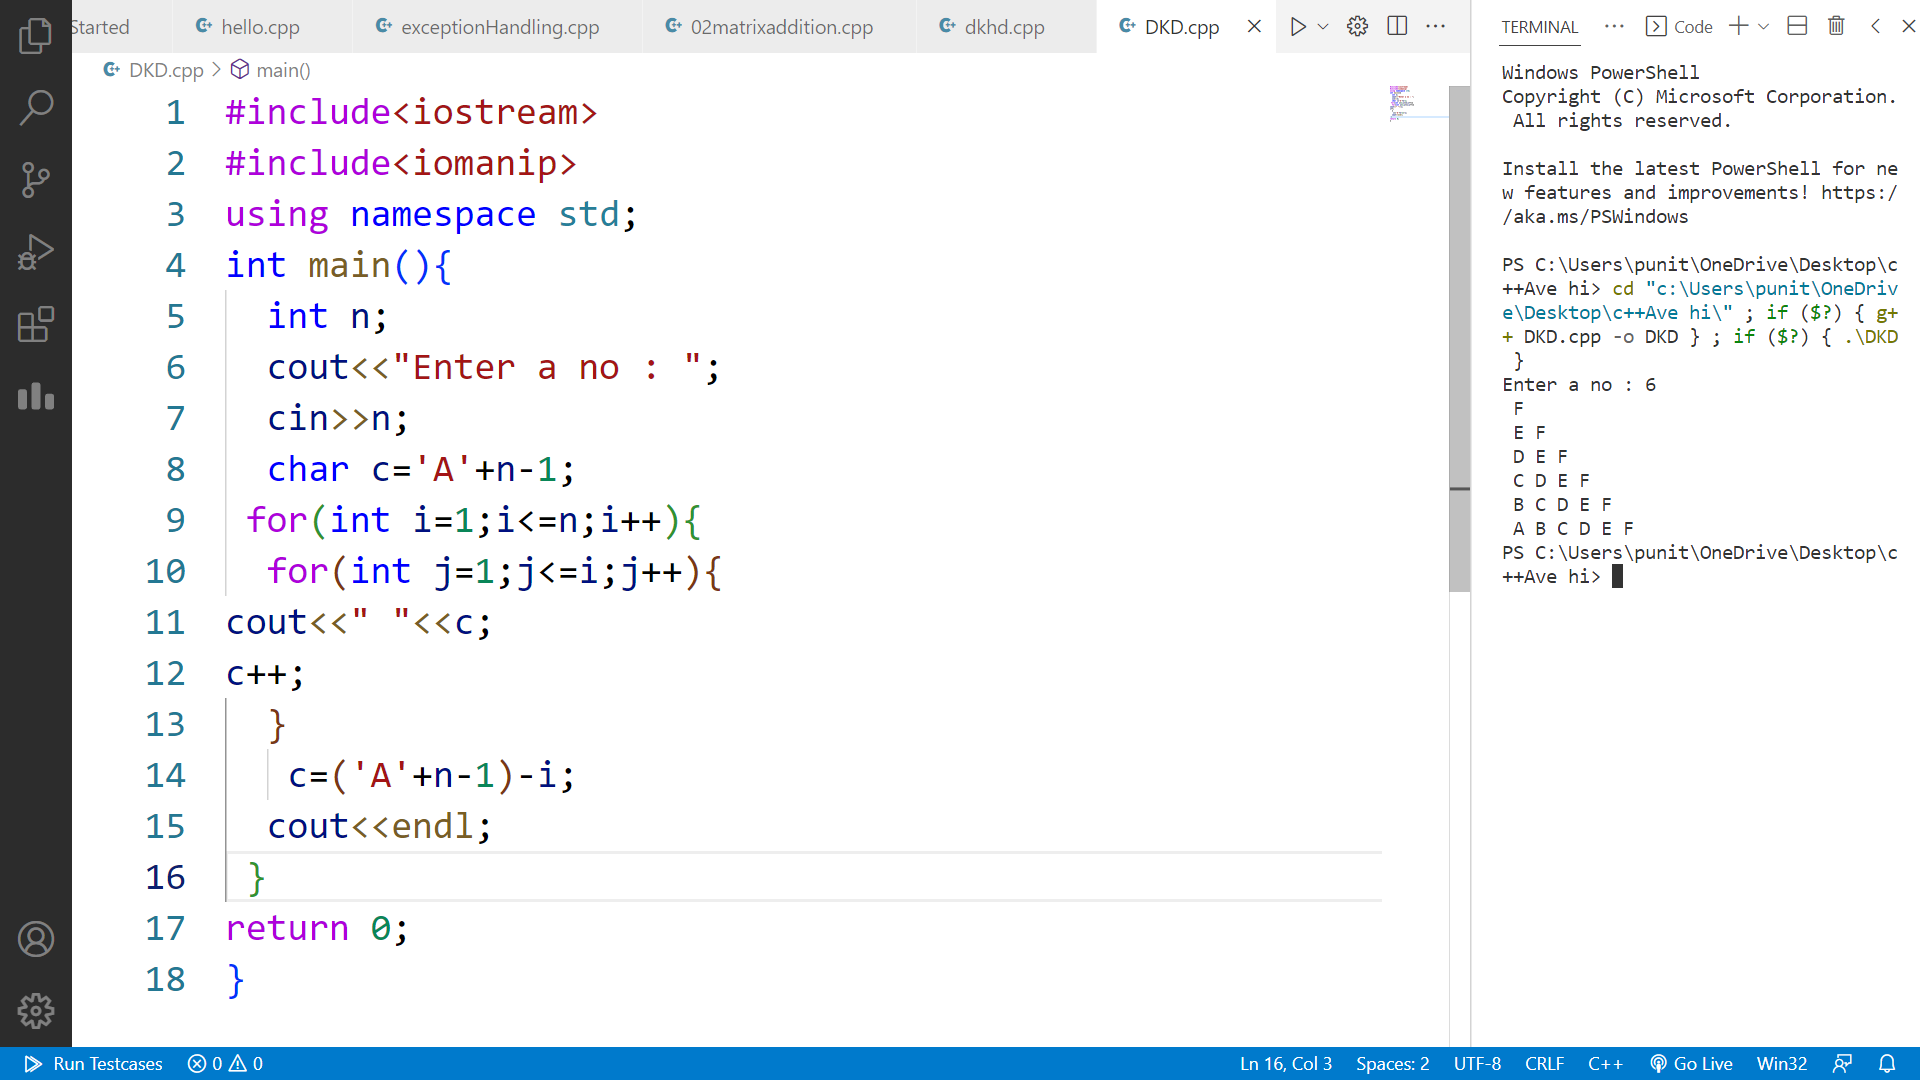 Started
hello.cpp
exceptionHandling.cpp
02matrixaddition.cpp
dkhd.cpp
DKD.cpp
DKD.cpp > main()
1 #include<iostream>
2 #include<iomanip>
3 using namespace std;
4 int main(){
5 int n;
6 cout<<"Enter a no : ";
7 cin>>n;
8 char c='A'+n-1;
9 for(int i=1;i<=n;i++){
10 for(int j=1;j<=i;j++){
11 cout<<" "<<c;
12 c++;
13 }
14 c=('A'+n-1)-i;
15 cout<<endl;
16 }
17 return 0;
18 }
TERMINAL
Code
Windows PowerShell
Copyright (C) Microsoft Corporation.
All rights reserved.
Install the latest PowerShell for ne
w features and improvements! https:/
/aka.ms/PSWindows
PS C:\Users\punit\OneDrive\Desktop\c
++Ave hi> cd "c:\Users\punit\OneDriv
e\Desktop\c++Ave hi\" ; if ($?) { g+
+ DKD.cpp -o DKD } ; if ($?) { .\DKD
}
Enter a no : 6
F
E F
D E F
C D E F
B C D E F
A B C D E F
PS C:\Users\punit\OneDrive\Desktop\c
++Ave hi>
Run Testcases
0 0
Ln 16, Col 3
Spaces: 2
UTF-8
CRLF
C++
Go Live
Win32